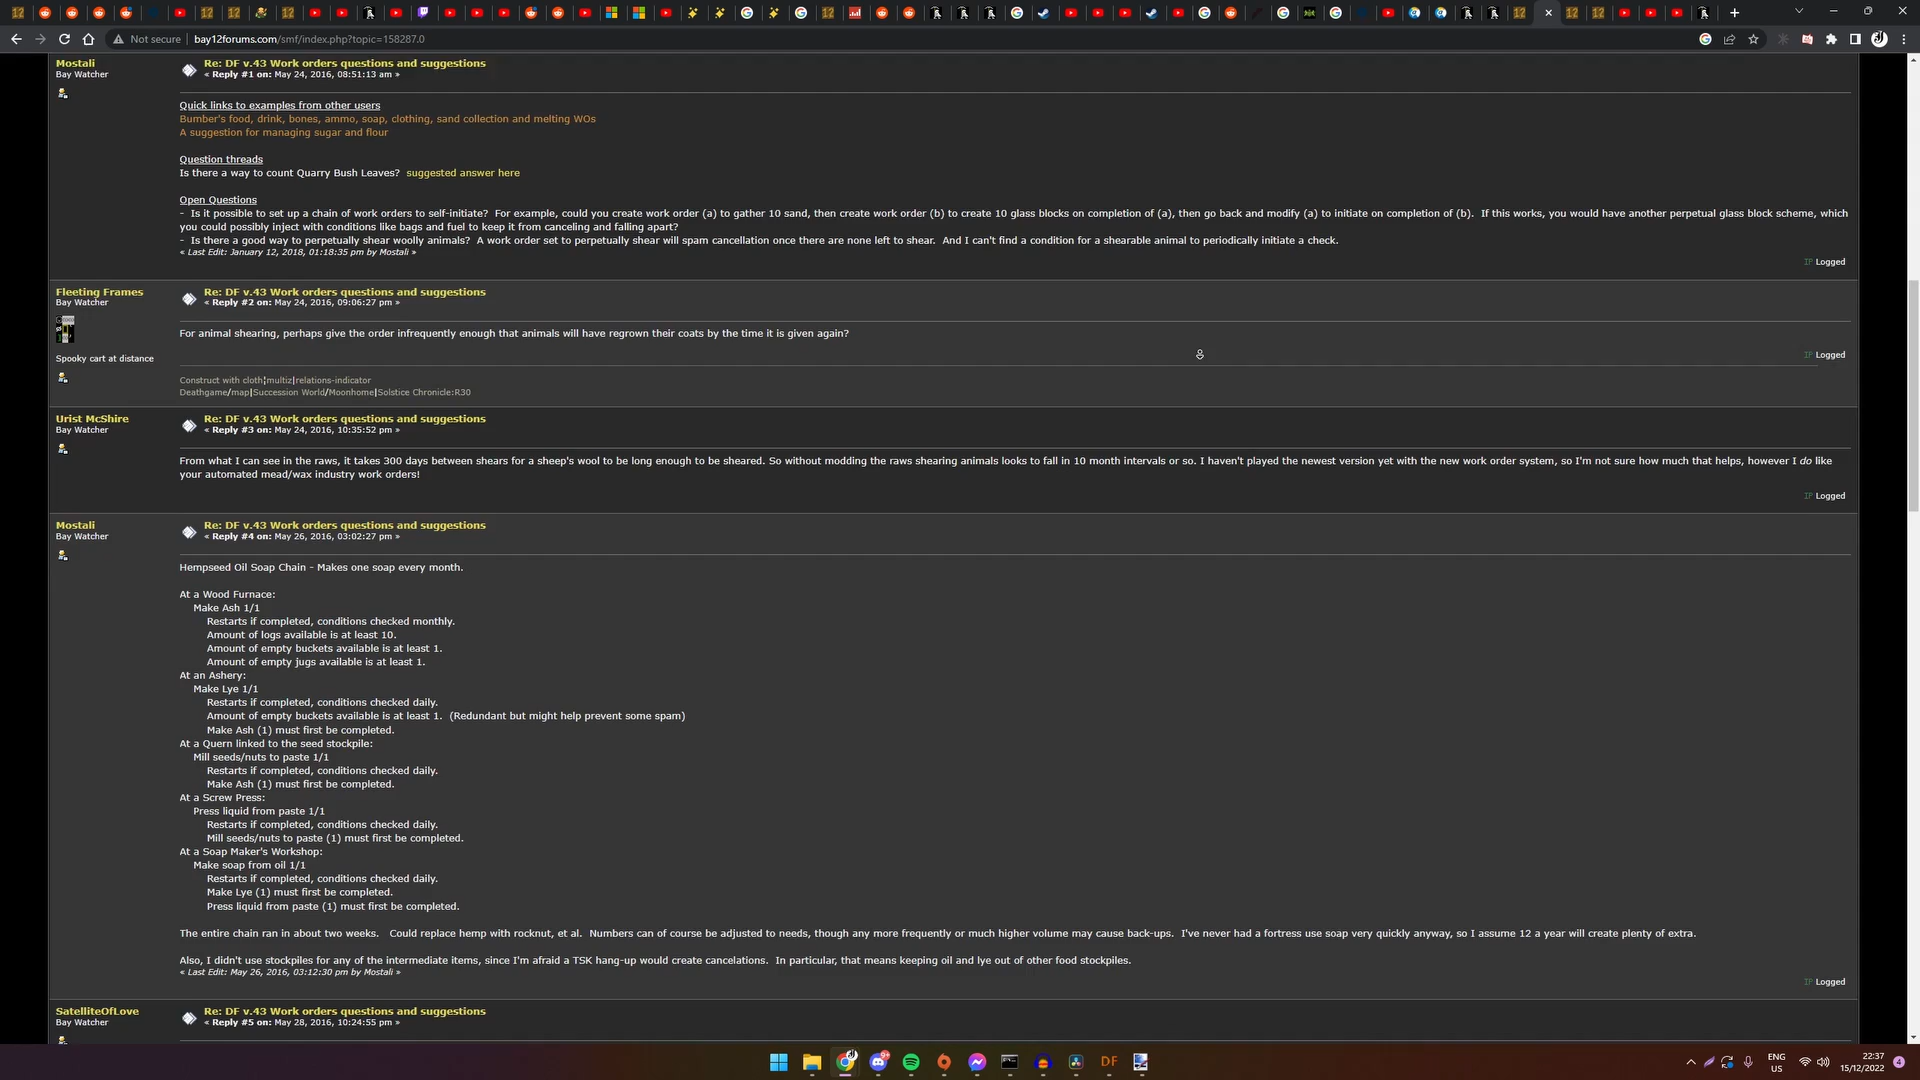 Not secure
bay12forums.com/smf/index.php?topic=158287.0
Mostali
Bay Watcher
Re: DF v.43 Work orders questions and suggestions
« Reply #1 on: May 24, 2016, 08:51:13 am »
Quick links to examples from other users
Bumber's food, drink, bones, ammo, soap, clothing, sand collection and melting WOs
A suggestion for managing sugar and flour
Question threads
Is there a way to count Quarry Bush Leaves?  suggested answer here
Open Questions
-  Is it possible to set up a chain of work orders to self-initiate?  For example, could you create work order (a) to gather 10 sand, then create work order (b) to create 10 glass blocks on completion of (a), then go back and modify (a) to initiate on completion of (b).  If this works, you would have another perpetual glass block scheme, which
you could possibly inject with conditions like bags and fuel to keep it from canceling and falling apart?
-  Is there a good way to perpetually shear woolly animals?  A work order set to perpetually shear will spam cancellation once there are none left to shear.  And I can't find a condition for a shearable animal to periodically initiate a check.
« Last Edit: January 12, 2018, 01:18:35 pm by Mostali »
Logged
Fleeting Frames
Bay Watcher
Spooky cart at distance
Re: DF v.43 Work orders questions and suggestions
« Reply #2 on: May 24, 2016, 09:06:27 pm »
For animal shearing, perhaps give the order infrequently enough that animals will have regrown their coats by the time it is given again?
Logged
Construct with cloth¦multiz|relations-indicator
Deathgame/map|Succession World/Moonhome|Solstice Chronicle:R30
Urist McShire
Bay Watcher
Re: DF v.43 Work orders questions and suggestions
« Reply #3 on: May 24, 2016, 10:35:52 pm »
From what I can see in the raws, it takes 300 days between shears for a sheep's wool to be long enough to be sheared. So without modding the raws shearing animals looks to fall in 10 month intervals or so. I haven't played the newest version yet with the new work order system, so I'm not sure how much that helps, however I do like
your automated mead/wax industry work orders!
Logged
Mostali
Bay Watcher
Re: DF v.43 Work orders questions and suggestions
« Reply #4 on: May 26, 2016, 03:02:27 pm »
Hempseed Oil Soap Chain - Makes one soap every month.
At a Wood Furnace:
Make Ash 1/1
Restarts if completed, conditions checked monthly.
Amount of logs available is at least 10.
Amount of empty buckets available is at least 1.
Amount of empty jugs available is at least 1.
At an Ashery:
Make Lye 1/1
Restarts if completed, conditions checked daily.
Amount of empty buckets available is at least 1.  (Redundant but might help prevent some spam)
Make Ash (1) must first be completed.
At a Quern linked to the seed stockpile:
Mill seeds/nuts to paste 1/1
Restarts if completed, conditions checked daily.
Make Ash (1) must first be completed.
At a Screw Press:
Press liquid from paste 1/1
Restarts if completed, conditions checked daily.
Mill seeds/nuts to paste (1) must first be completed.
At a Soap Maker's Workshop:
Make soap from oil 1/1
Restarts if completed, conditions checked daily.
Make Lye (1) must first be completed.
Press liquid from paste (1) must first be completed.
The entire chain ran in about two weeks.   Could replace hemp with rocknut, et al.  Numbers can of course be adjusted to needs, though any more frequently or much higher volume may cause back-ups.  I've never had a fortress use soap very quickly anyway, so I assume 12 a year will create plenty of extra.
Also, I didn't use stockpiles for any of the intermediate items, since I'm afraid a TSK hang-up would create cancelations.  In particular, that means keeping oil and lye out of other food stockpiles.
« Last Edit: May 26, 2016, 03:12:30 pm by Mostali »
Logged
SatelliteOfLove
Bay Watcher
Re: DF v.43 Work orders questions and suggestions
« Reply #5 on: May 28, 2016, 10:24:55 pm »
DF
ENG
US
22:37
15/12/2022
4